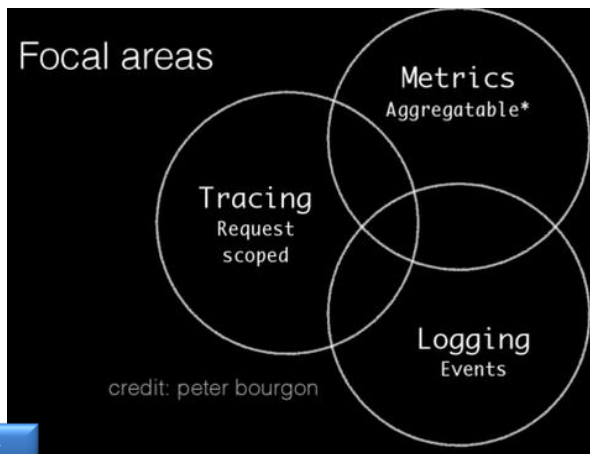 Focal areas
Metrics
Aggregatable*
Tracing
Request
scoped
Logging
Events
credit: peter bourgon